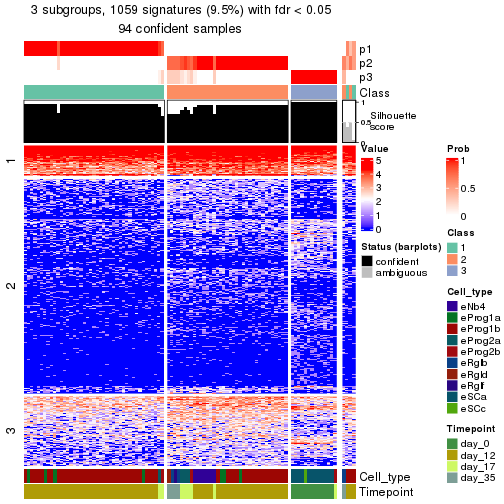 3 subgroups, 1059 signatures (9.5%) with fdr < 0.05
94 confident samples
p1
p2
p3
Class
1
0.5
0
Silhouette
score
1
2
3
Cell_type
Timepoint
Value
5
4
3
2
1
0
Status (barplots)
confident
ambiguous
Prob
1
0.5
0
Class
1
2
3
Cell_type
eNb4
eProg1a
eProg1b
eProg2a
eProg2b
eRglb
eRgld
eRglf
eSCa
eSCc
Timepoint
day_0
day_12
day_17
day_35